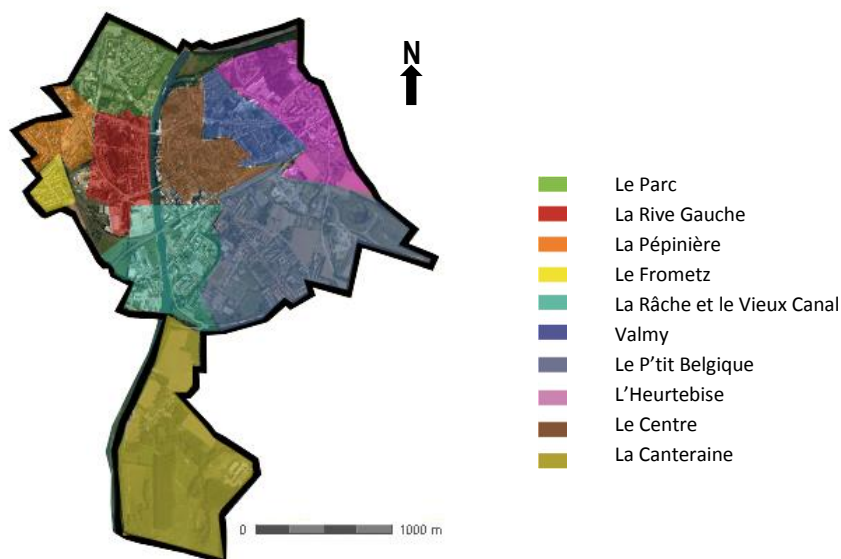 N
Le Parc
La Rive Gauche
La Pépinière
Le Frometz
La Râche et le Vieux Canal
Valmy
Le P’tit Belgique
L’Heurtebise
Le Centre
La Canteraine
0 1000 m